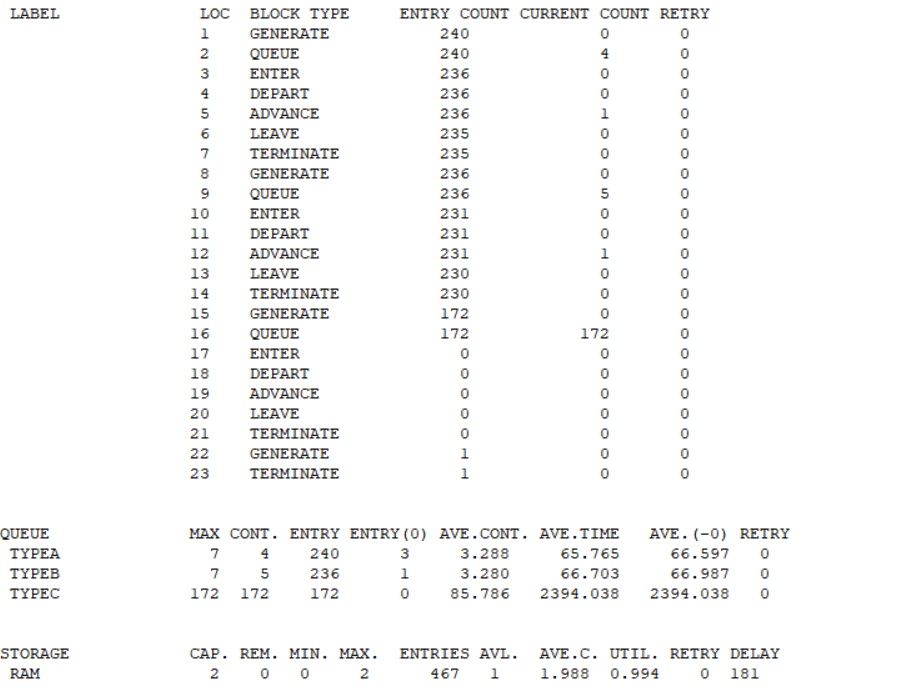 LABEL LOC BLOCK TYPE ENTRY COUNT CURRENT COUNT RETRY
1 GENERATE 240 0 0
2 QUEUE 240 4 0
3 ENTER 236 0 0
4 DEPART 236 0 0
5 ADVANCE 236 1 0
6 LEAVE 235 0 0
7 TERMINATE 235 0 0
8 GENERATE 236 0 0
9 QUEUE 236 5 0
10 ENTER 231 0 0
11 DEPART 231 0 0
12 ADVANCE 231 1 0
13 LEAVE 230 0 0
14 TERMINATE 230 0 0
15 GENERATE 172 0 0
16 QUEUE 172 172 0
17 ENTER 0 0 0
18 DEPART 0 0 0
19 ADVANCE 0 0 0
20 LEAVE 0 0 0
21 TERMINATE 0 0 0
22 GENERATE 1 0 0
23 TERMINATE 1 0 0
QUEUE MAX CONT. ENTRY ENTRY(0) AVE.CONT. AVE.TIME AVE.(-0) RETRY
TYPEA 7 4 240 3 3.288 65.765 66.597 0
TYPEB 7 5 236 1 3.280 66.703 66.987 0
TYPEC 172 172 172 0 85.786 2394.038 2394.038 0
STORAGE CAP. REM. MIN. MAX. ENTRIES AVL. AVE.C. UTIL. RETRY DELAY
RAM 2 0 0 2 467 1 1.988 0.994 0 181